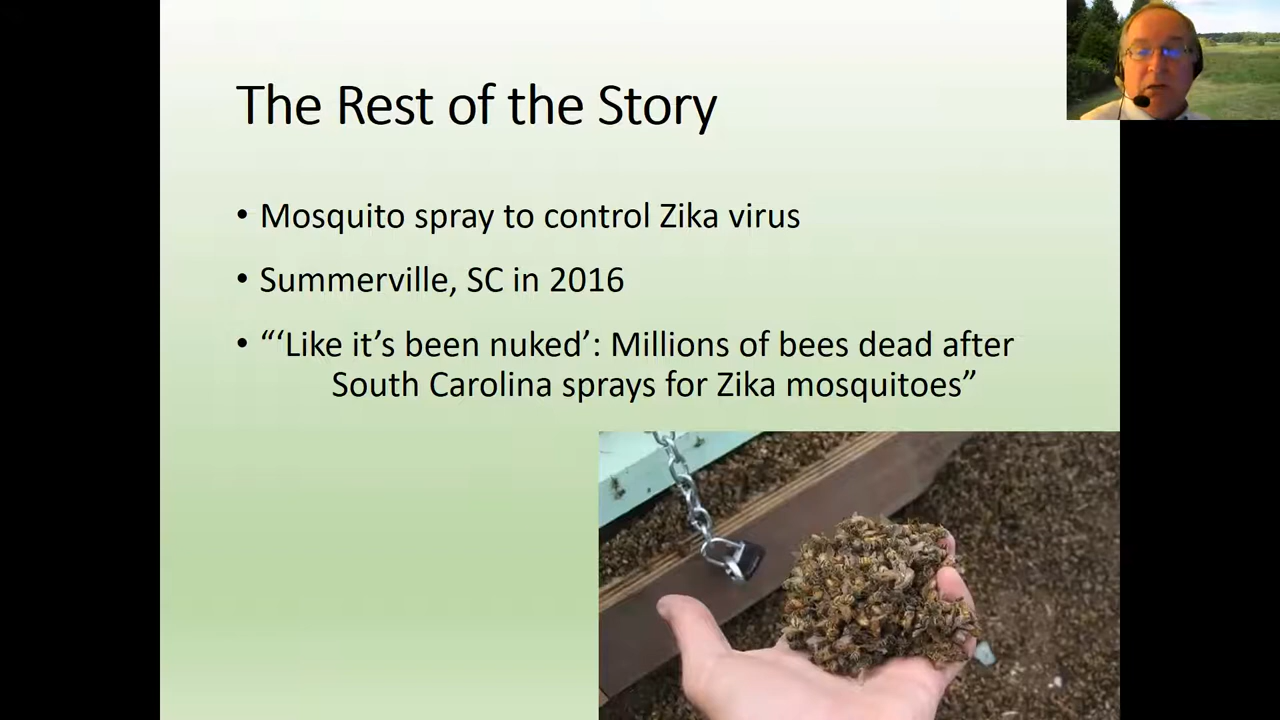 The Rest of the Story
• Mosquito spray to control Zika virus
• Summerville, SC in 2016
• “‘Like it’s been nuked’: Millions of bees dead after
South Carolina sprays for Zika mosquitoes”